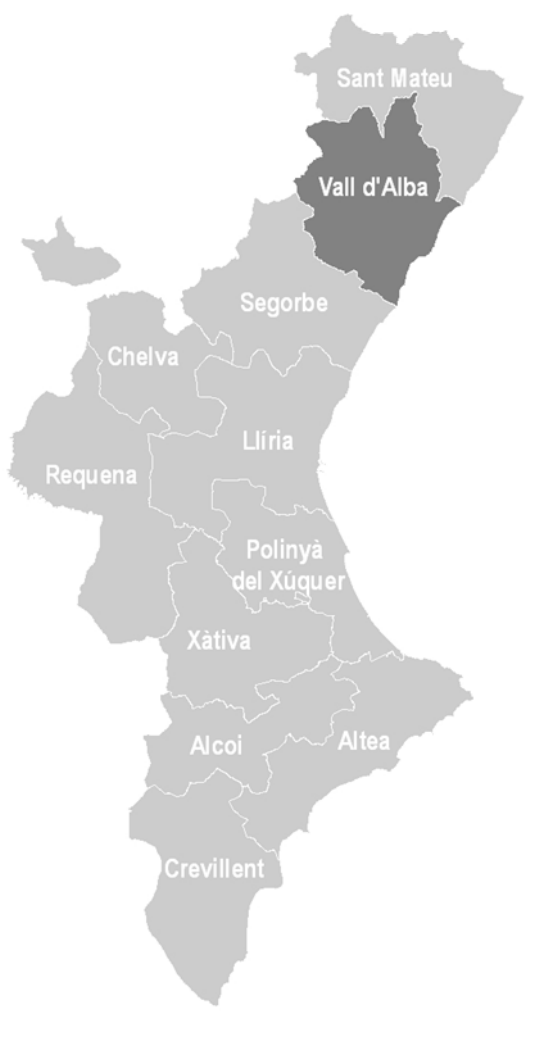 Sant Mateu
Vall d'Alba
Segorbe
Chelva
Llíria
Requena
Polinyà
del Xúquer
Xàtiva
Alcoi
Altea
Crevillent